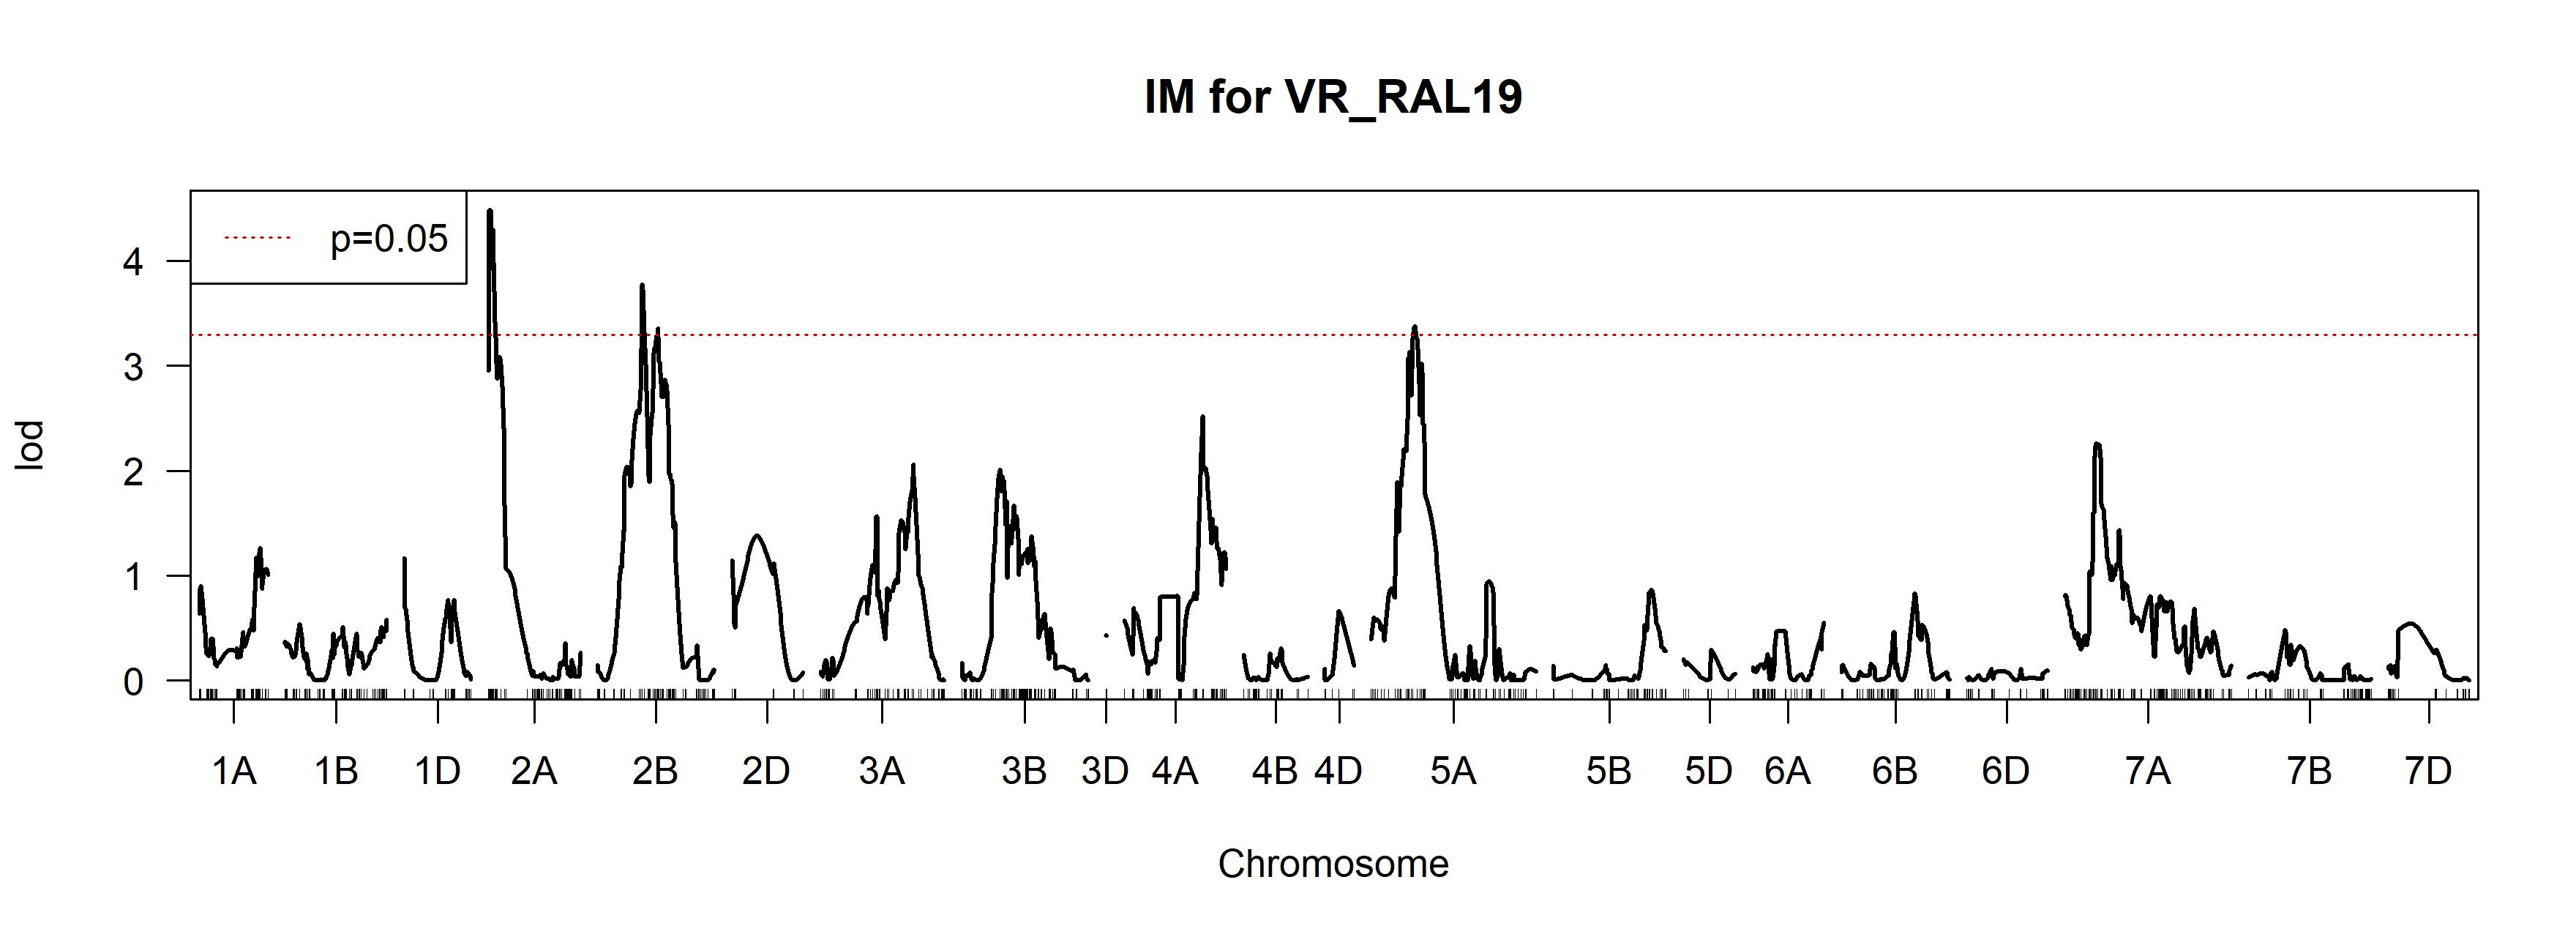 IM for VR_RAL19
p=0.05
lod
4
3
2
1
0
1A 1B 1D 2A 2B 2D 3A 3B 3D 4A 4B 4D 5A 5B 5D 6A 6B 6D 7A 7B 7D
Chromosome